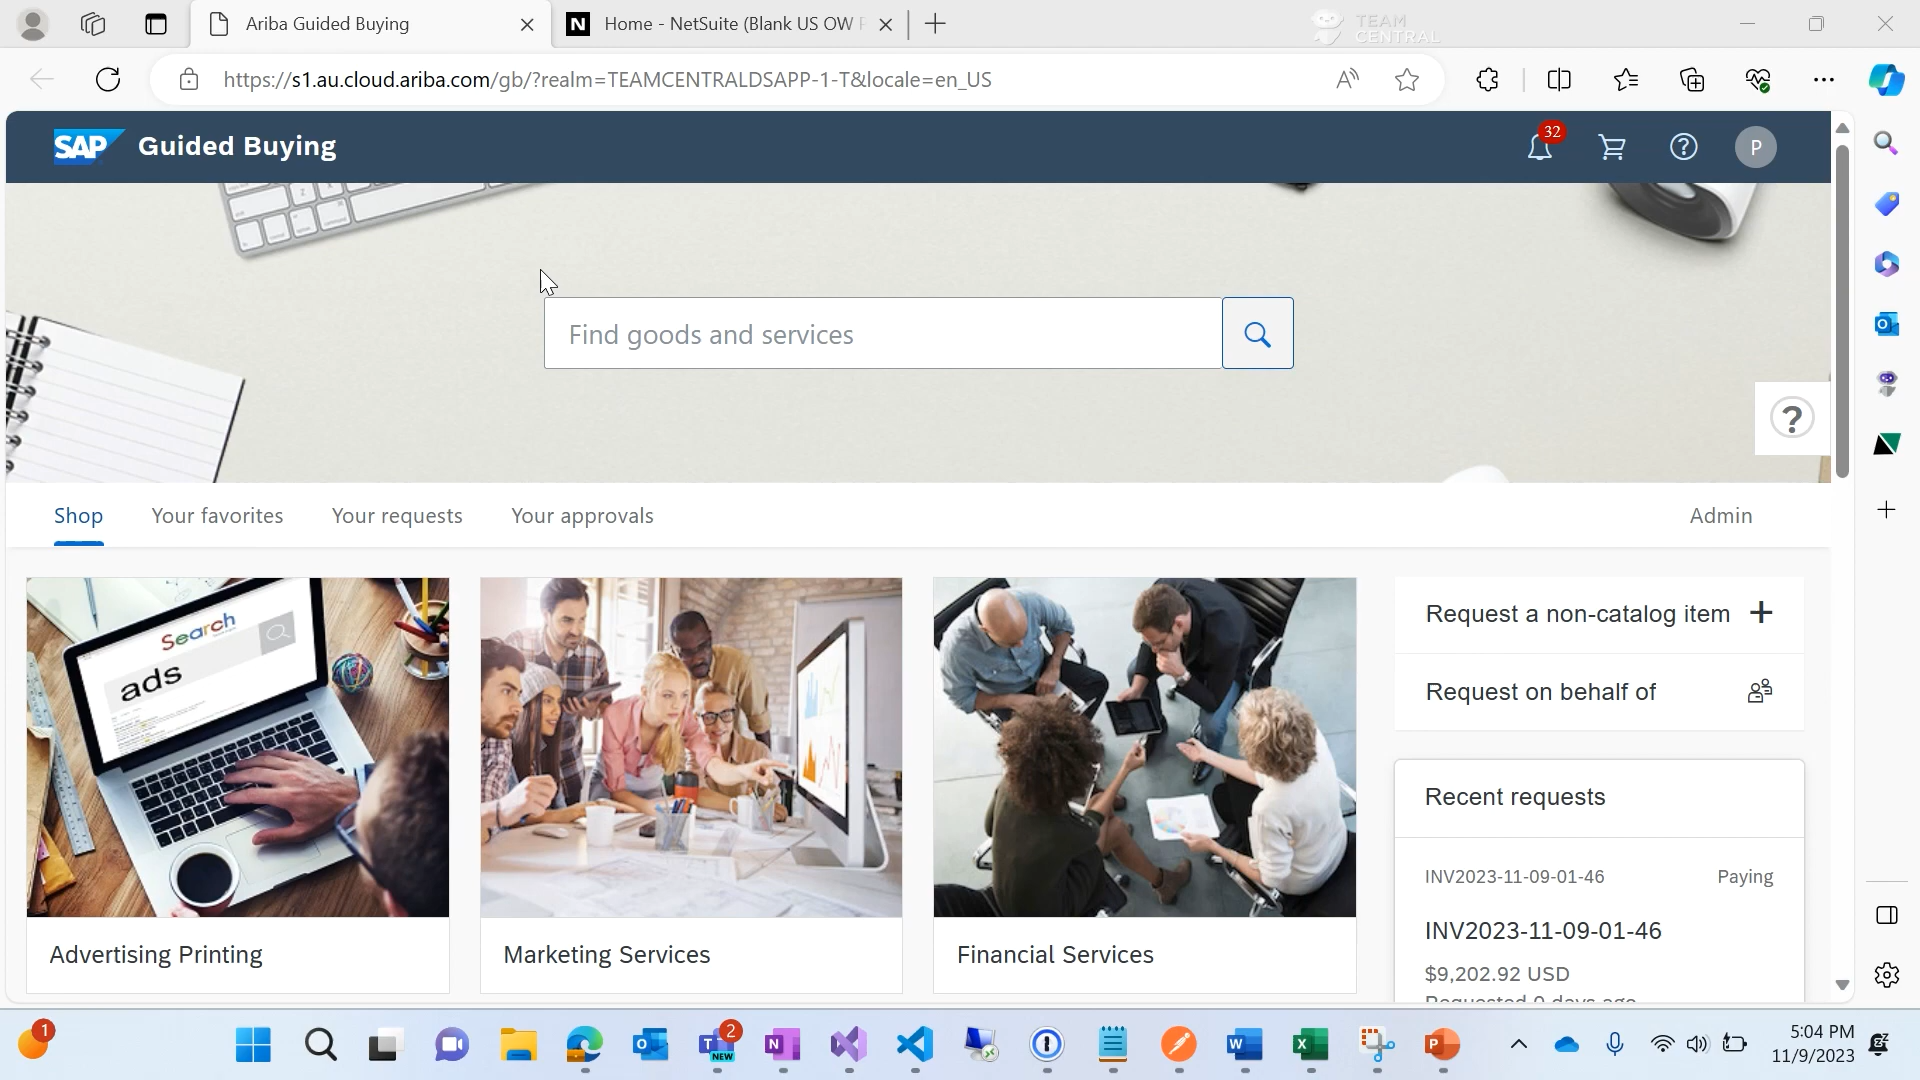 Ariba Guided Buying
Home - NetSuite (Blank US OW
TEAM
CENTRAL
https://s1.au.cloud.ariba.com/gb/?realm=TEAMCENTRALDSAPP-1-T&locale=en_US
SAP Guided Buying
32
P
Find goods and services
?
Shop
Your favorites
Your requests
Your approvals
Admin
Search
ads
Request a non-catalog item +
Request on behalf of
Recent requests
INV2023-11-09-01-46 Paying
INV2023-11-09-01-46
$9,202.92 USD
Requested 0 days ago
Advertising Printing
Marketing Services
Financial Services
1
2
NEW
5:04 PM
11/9/2023